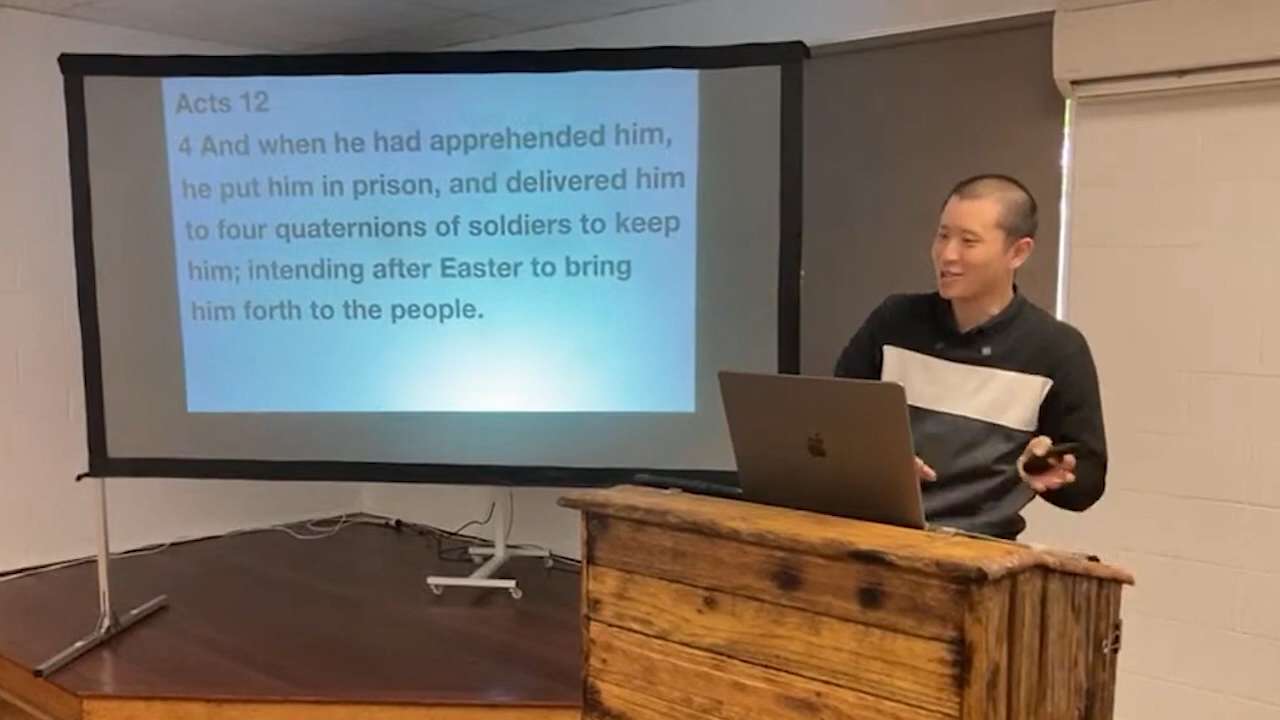 Acts 12
4 And when he had apprehended him,
he put him in prison, and delivered him
to four quaternions of soldiers to keep
him; intending after Easter to bring
him forth to the people.